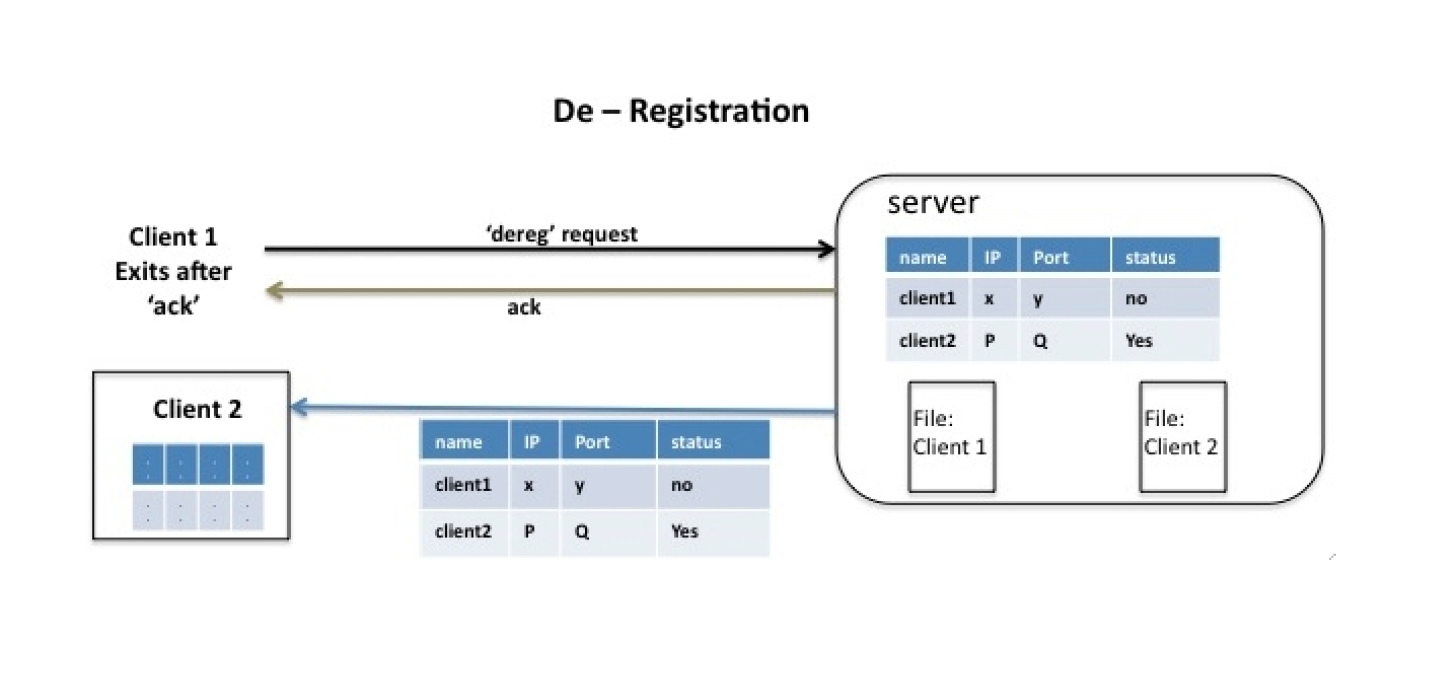 De – Registration
Client 1
Exits after
‘ack’
‘dereg’ request
ack
server
name IP Port status
client1 x y no
client2 P Q Yes
File:
Client 1
File:
Client 2
Client 2
: : : :
: : : :
name IP Port status
client1 x y no
client2 P Q Yes